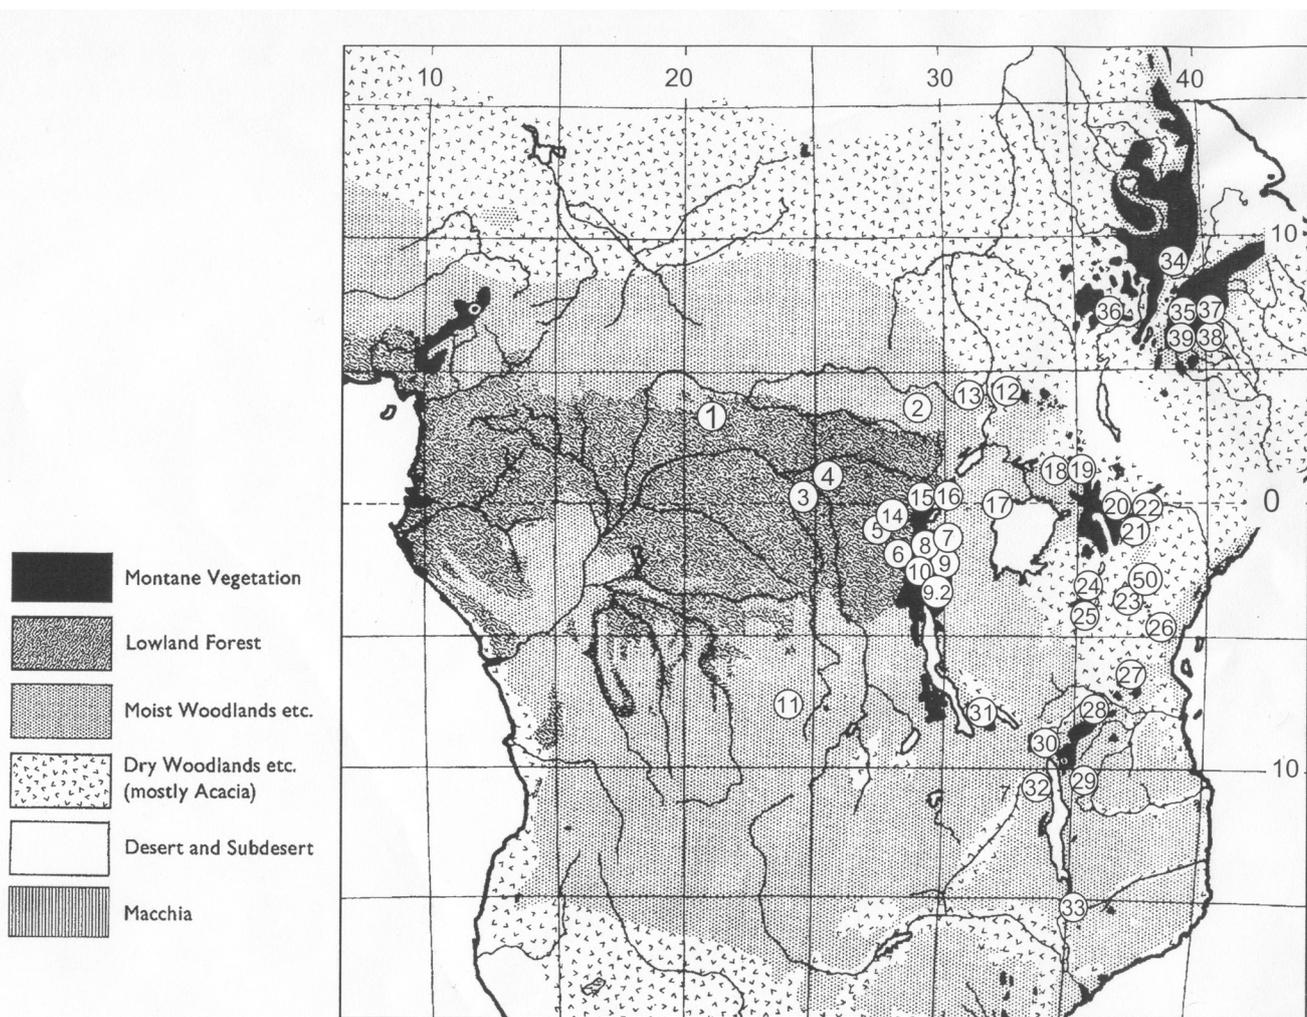 10 20 30 40
10
34
36 35 37
39 38
13 12
2
1
18 19
4
3 15 16 17 0
14 20 22
5 7 21
8
6
Montane Vegetation
10 9
24 50
9.2 23
25
26
Lowland Forest
27
Moist Woodlands etc.
11 31 28
30
Dry Woodlands etc.
(mostly Acacia)
10
32 29
7
Desert and Subdesert
Macchia
33